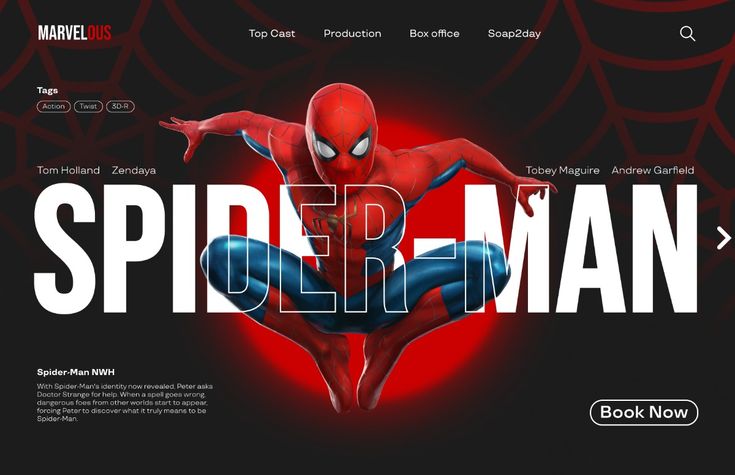 MARVELOUS
Top Cast Production Box office Soap2day
Tags
Action Twist 3D-R
Tom Holland Zendaya
Tobey Maguire Andrew Garfield
SPIDER-MAN
Spider-Man NWH
With Spider-Man's identity now revealed, Peter asks
Doctor Strange for help. When a spell goes wrong,
dangerous foes from other worlds start to appear,
forcing Peter to discover what it truly means to be
Spider-Man.
Book Now